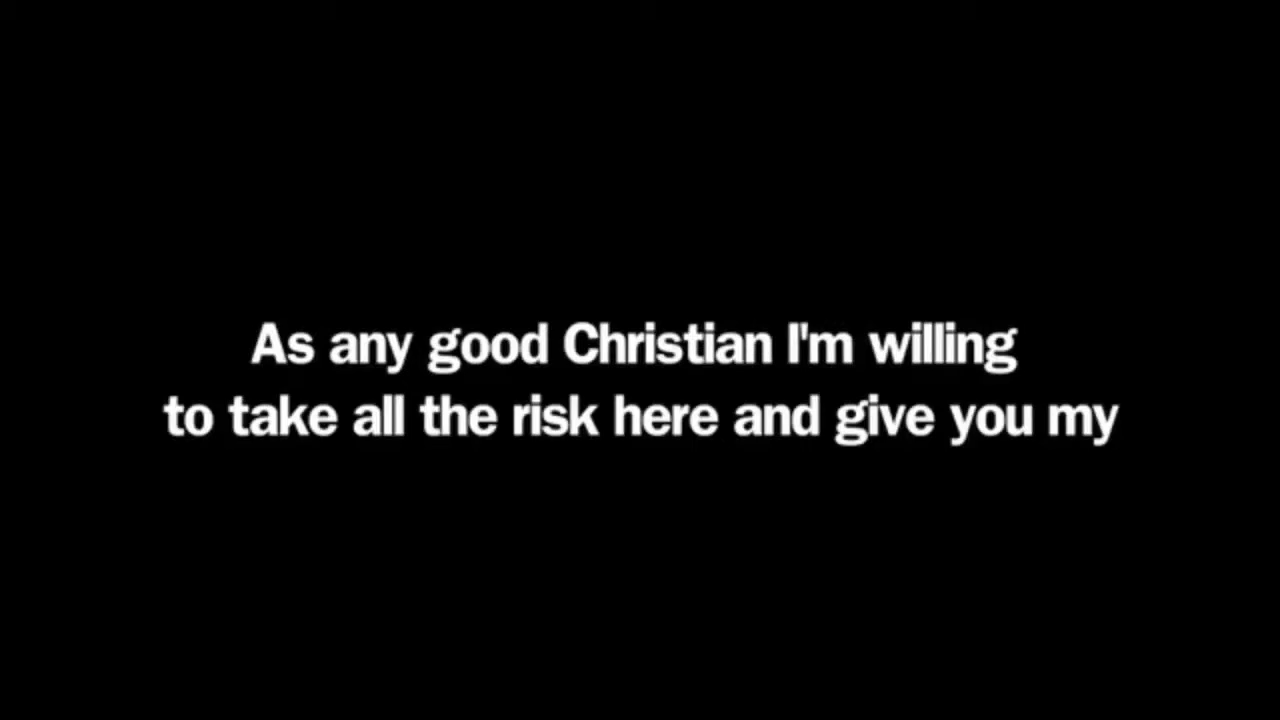 As any good Christian I'm willing
to take all the risk here and give you my